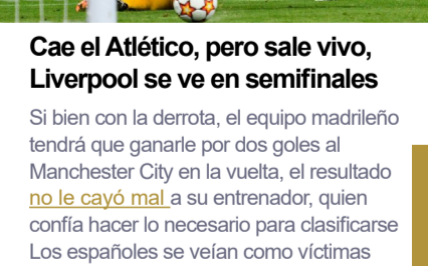 Cae el Atlético, pero sale vivo,
Liverpool se ve en semifinales
Si bien con la derrota, el equipo madrileño
tendrá que ganarle por dos goles al
Manchester City en la vuelta, el resultado
no le cayó mal a su entrenador, quien
confía hacer lo necesario para clasificarse
Los españoles se veían como víctimas